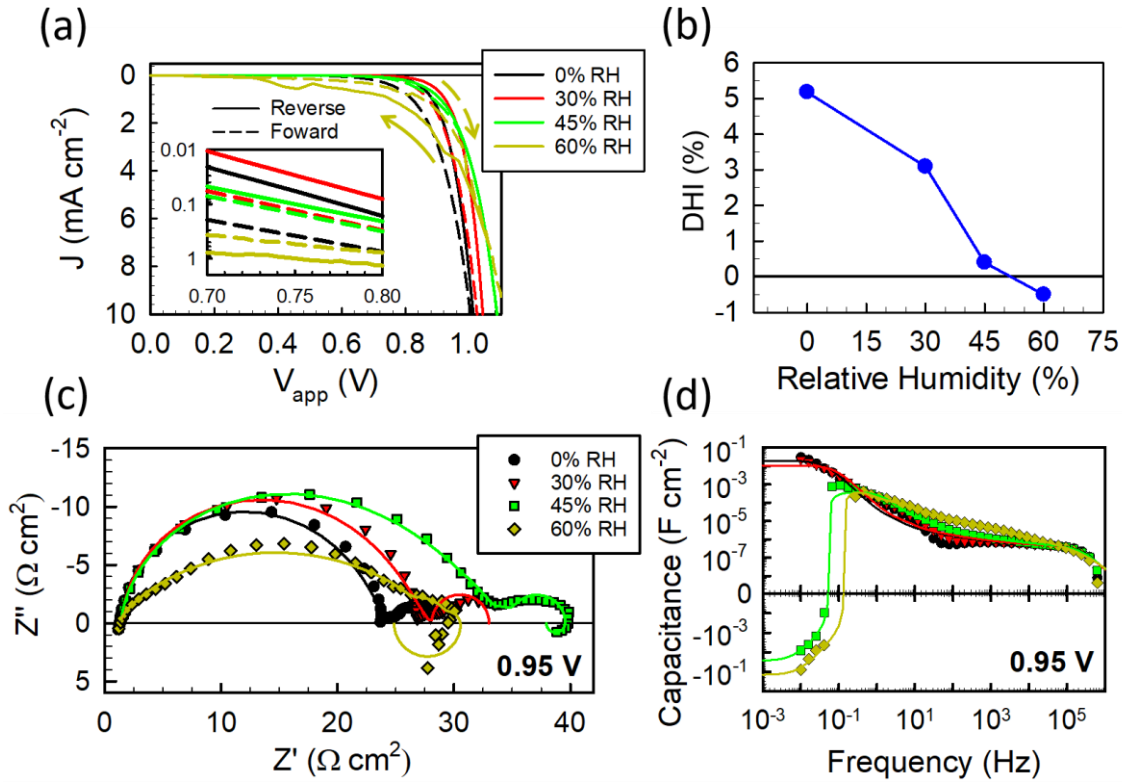 (a)
0
2
4
6
8
10
J (mA cm-2)
0.0 0.2 0.4 0.6 0.8 1.0
Vapp (V)
Reverse
Foward
0.01
0.1
1
0.70 0.75 0.80
0% RH
30% RH
45% RH
60% RH
(b)
6
5
4
3
2
1
0
-1
DHI (%)
0 15 30 45 60 75
Relative Humidity (%)
(c)
-15
-10
-5
0
5
Z'' (Ω cm2)
0 10 20 30 40
Z' (Ω cm2)
0% RH
30% RH
45% RH
60% RH
0.95 V
(d)
10-1
10-3
10-5
10-7
0
-10-3
-10-1
Capacitance (F cm-2)
10-3 10-1 101 103 105
Frequency (Hz)
0.95 V